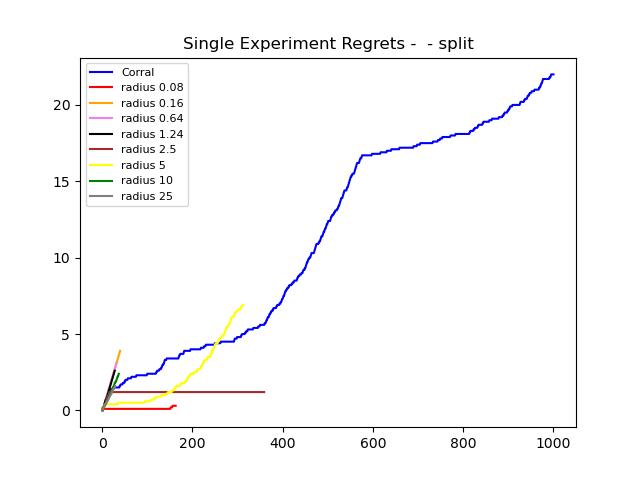 Single Experiment Regrets -  - split
Corral
radius 0.08
radius 0.16
radius 0.64
radius 1.24
radius 2.5
radius 5
radius 10
radius 25
20
15
10
5
0
0 200 400 600 800 1000